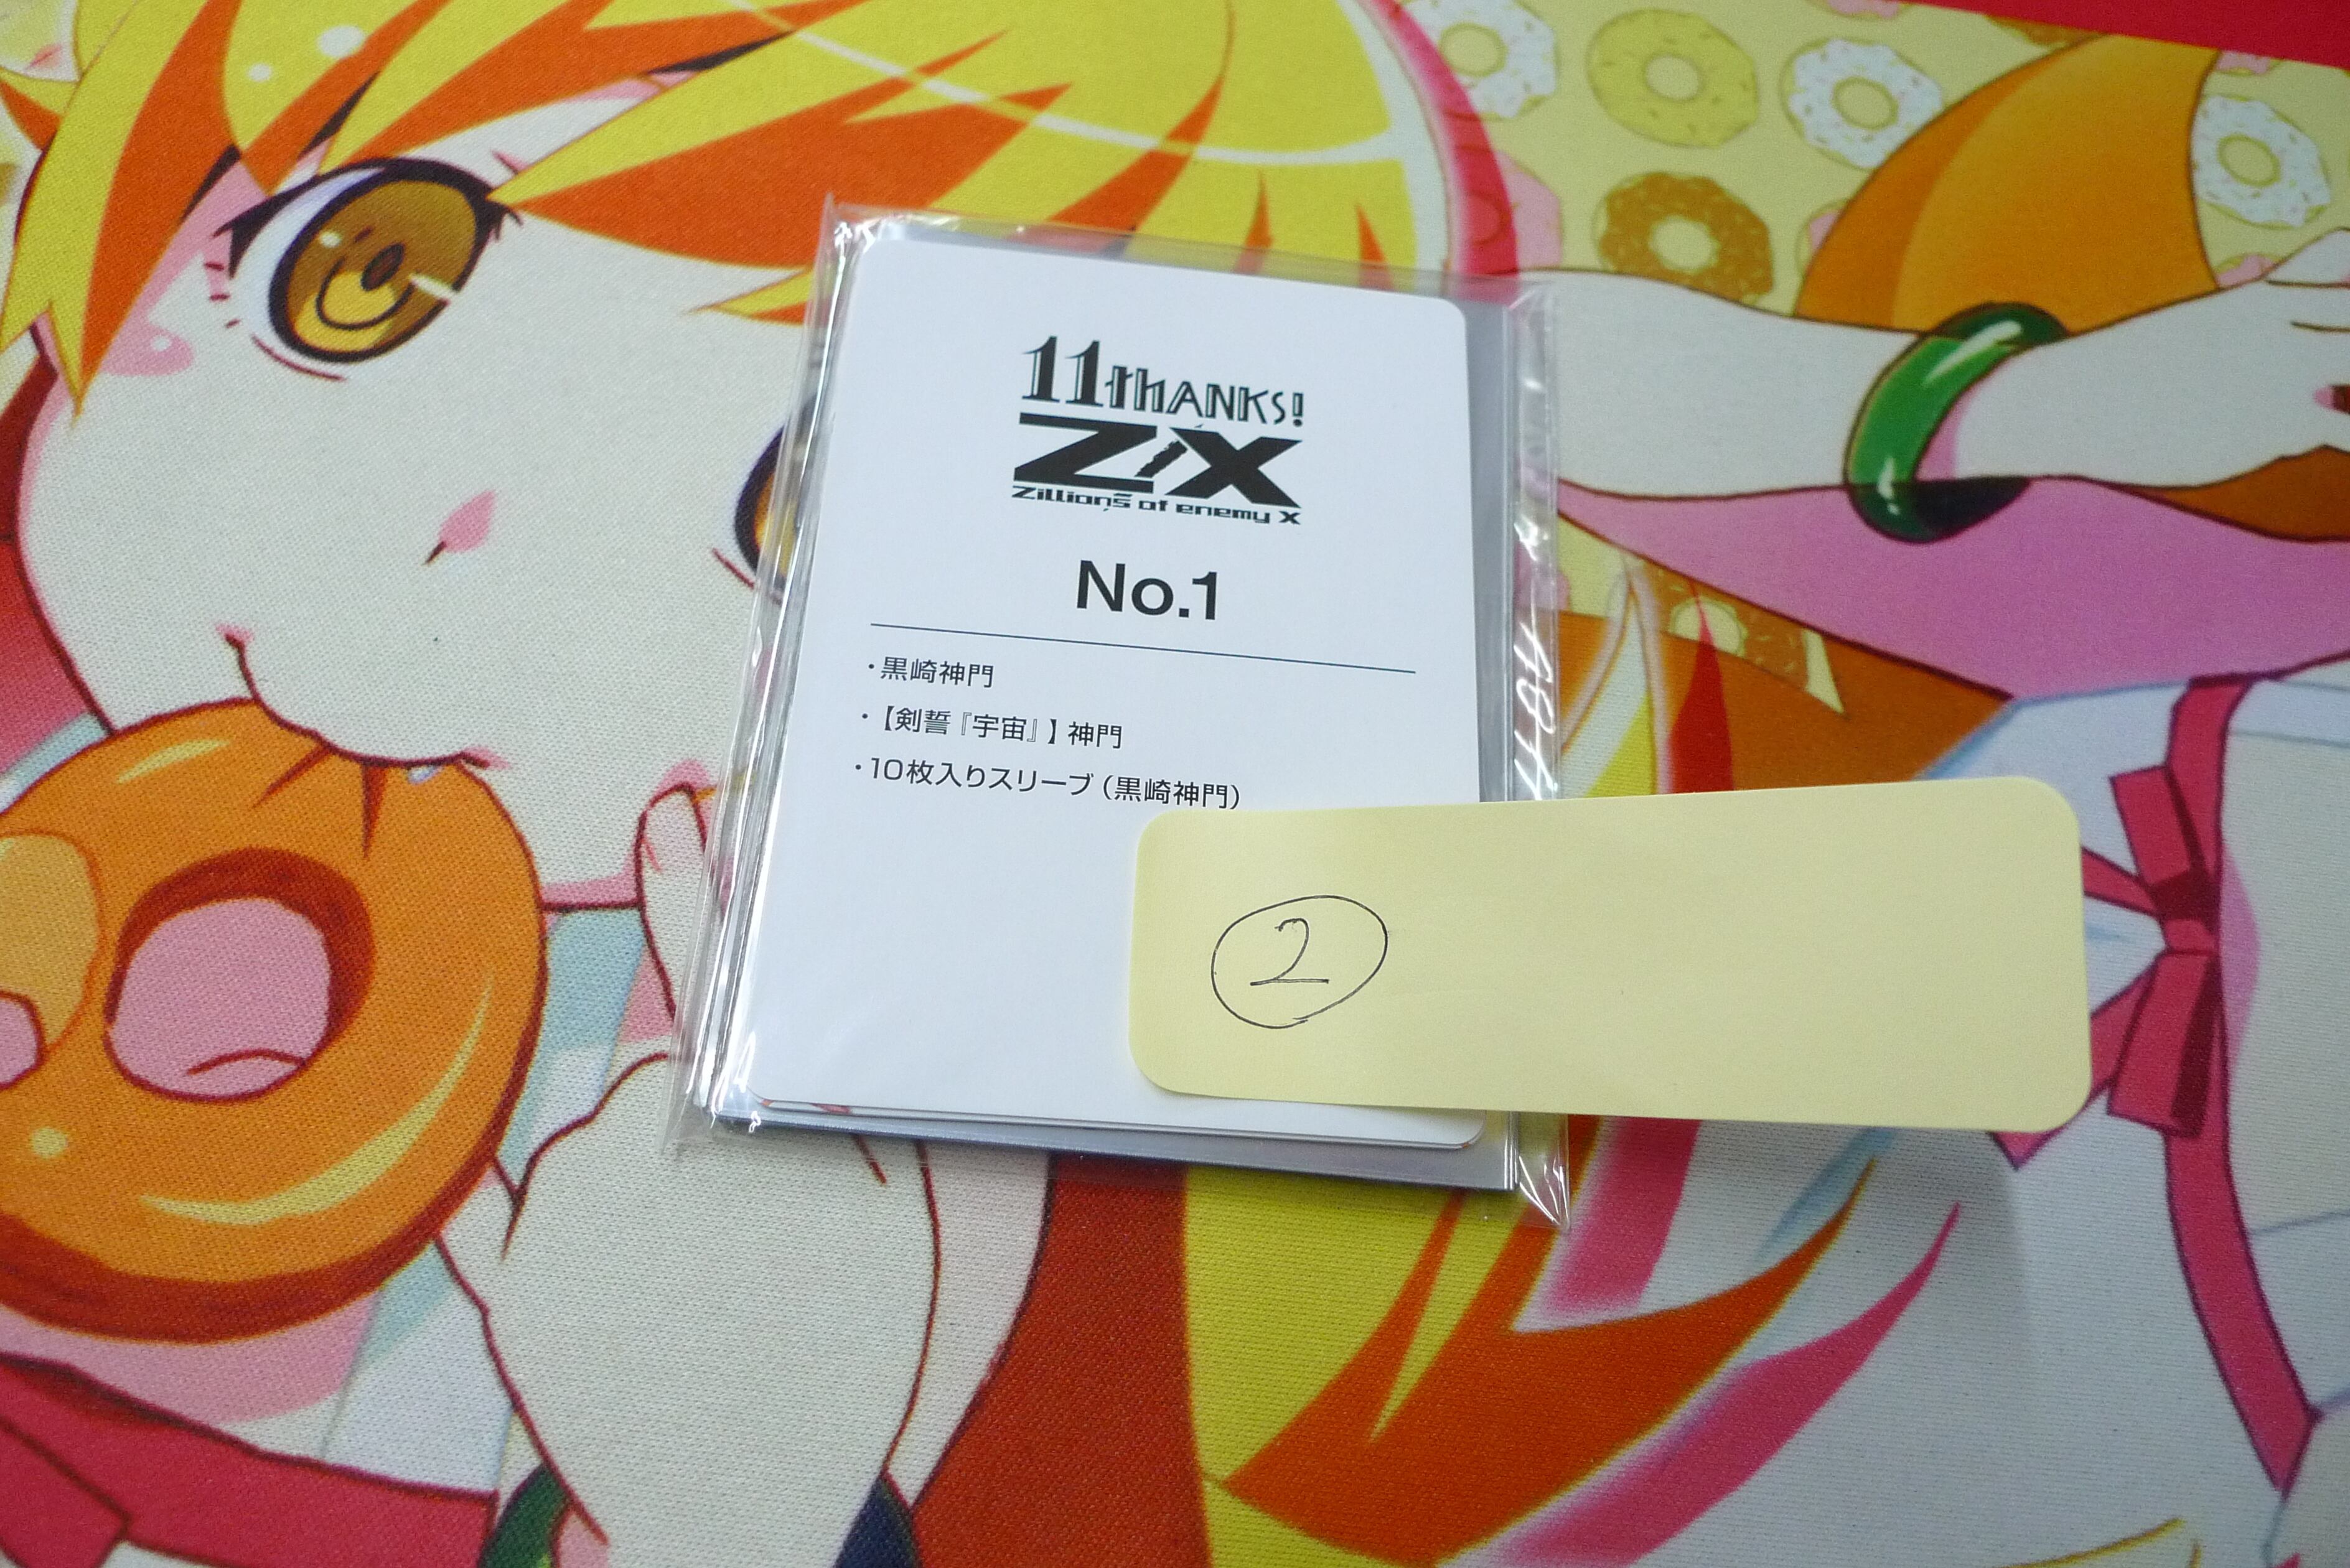 11thANKS!
Z/X
Zillions of enemy X
No.1
・黒崎神門
・【剣誓『宇宙』】神門
・10枚入りスリーブ（黒崎神門）
②